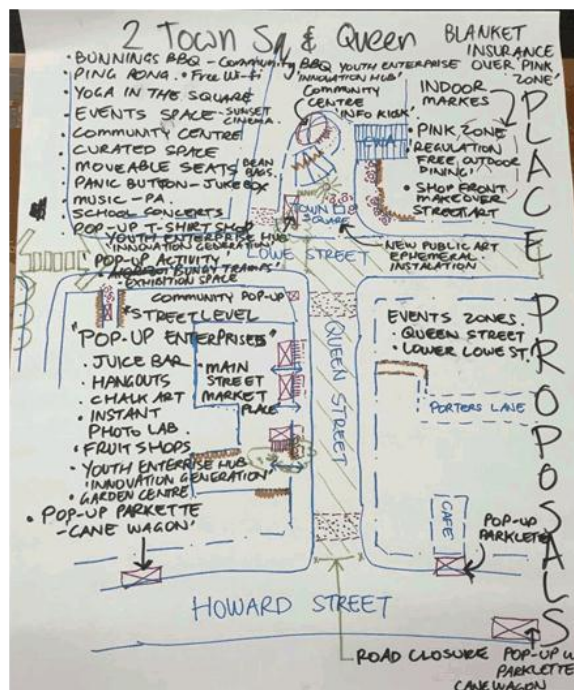 2 Town Sq & Queen
BLANKET
INSURANCE
OVER 'PINK
ZONE'
• BUNNINGS BBQ - Community BBQ
• PING PONG. • Free Wi-fi
• YOGA IN THE SQUARE
• EVENTS SPACE - SUNSET
CINEMA.
• COMMUNITY CENTRE
• CURATED SPACE
• MOVEABLE SEATS BEAN
BAGS.
• PANIC BUTTON - JUKEBOX
• MUSIC - PA.
• SCHOOL CONCERTS
POP-UP T-SHIRT SHOP
YOUTH ENTERPRISE HUB
'INNOVATION GENERATION'
• POP-UP ACTIVITY
BUNGY TRAMPS
• EXHIBITION SPACE
COMMUNITY POP-UP
YOUTH ENTERPRISE
'INNOVATION HUB'
COMMUNITY
CENTRE
'INFO KIOSK'
INDOOR
MARKES
• PINK ZONE
• REGULATION
FREE OUTDOOR
DINING!
• SHOP FRONT
MAKEOVER
STREET ART
TOWN
SQUARE
NEW PUBLIC ART
EPHEMERAL
INSTALATION
LOWE STREET
PLACE PROPOSALS
STREET LEVEL
"POP-UP ENTERPRISES"
• JUICE BAR
• HANGOUTS
• CHALK ART
• INSTANT
PHOTO LAB.
• FRUIT SHOPS
• YOUTH ENTERPRISE HUB
'INNOVATION GENERATION'
• GARDEN CENTRE
• POP-UP PARKETTE
- CANE WAGON'
• MAIN
STREET
MARKET
PLACE
QUEEN STREET
EVENTS ZONES.
• QUEEN STREET
• LOWER LOWE ST.
PORTERS LANE
CAFE
POP-UP
PARKLETTE
HOWARD STREET
ROAD CLOSURE
POP-UP
PARKLETTE
CANE WAGON